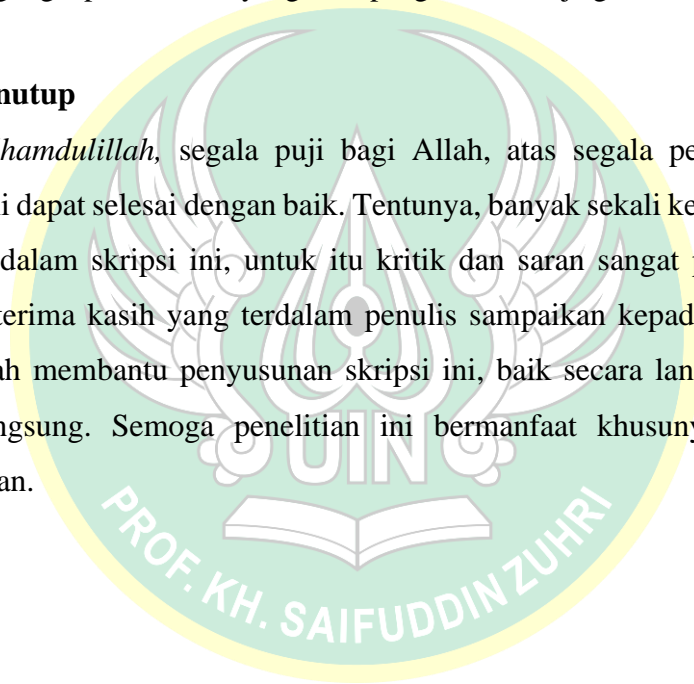 nutup
hamdulillah, segala puji bagi Allah, atas segala pe
i dapat selesai dengan baik. Tentunya, banyak sekali ke
dalam skripsi ini, untuk itu kritik dan saran sangat p
terima kasih yang terdalam penulis sampaikan kepad
ah membantu penyusunan skripsi ini, baik secara lan
ngsung. Semoga penelitian ini bermanfaat khusuny
an.
UIN
PROF. KH. SAIFUDDIN ZUHRI